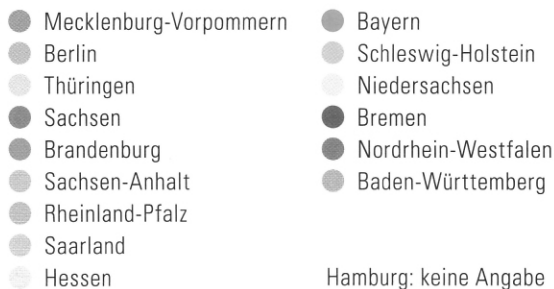 Mecklenburg-Vorpommern
Berlin
Thüringen
Sachsen
Brandenburg
Sachsen-Anhalt
Rheinland-Pfalz
Saarland
Hessen
Bayern
Schleswig-Holstein
Niedersachsen
Bremen
Nordrhein-Westfalen
Baden-Württemberg
Hamburg: keine Angabe